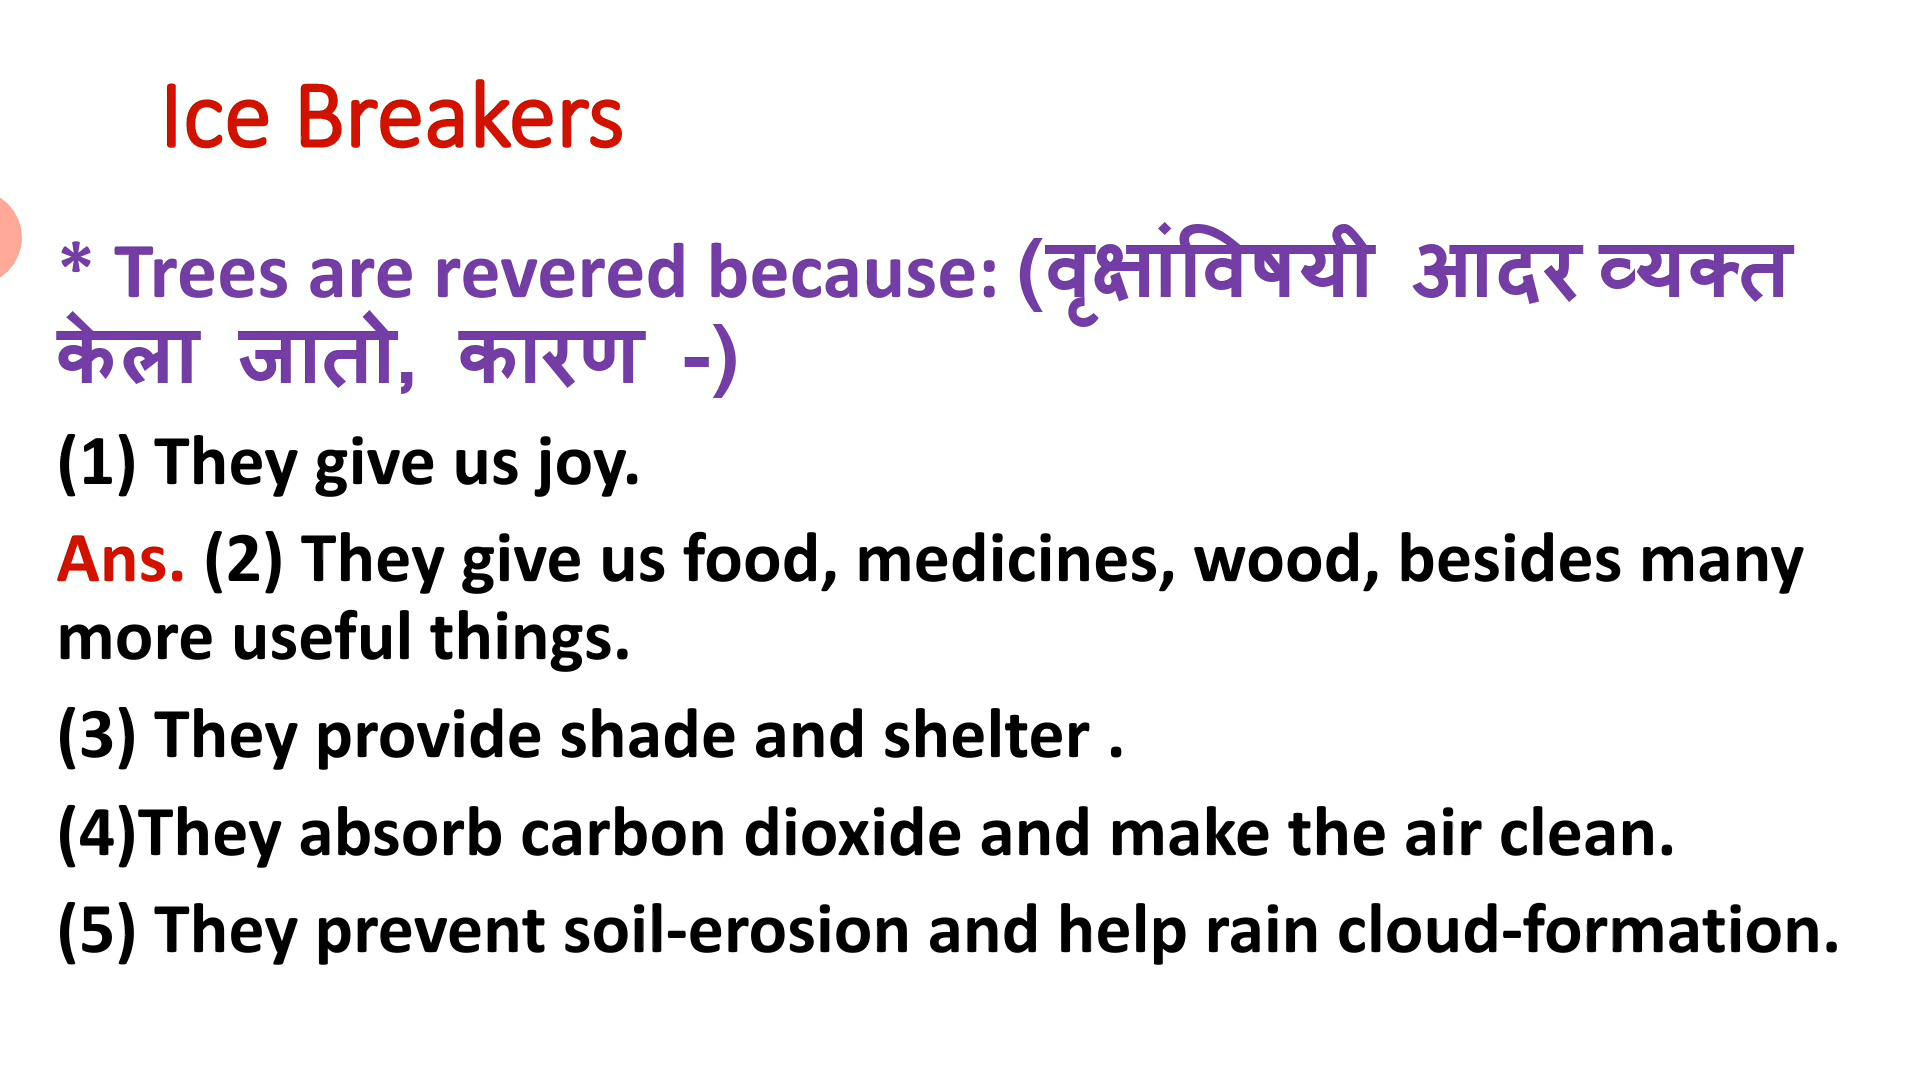 Ice Breakers
* Trees are revered because: (वृक्षांविषयी आदर व्यक्त
केला जातो, कारण -)
(1) They give us joy.
Ans. (2) They give us food, medicines, wood, besides many
more useful things.
(3) They provide shade and shelter .
(4)They absorb carbon dioxide and make the air clean.
(5) They prevent soil-erosion and help rain cloud-formation.